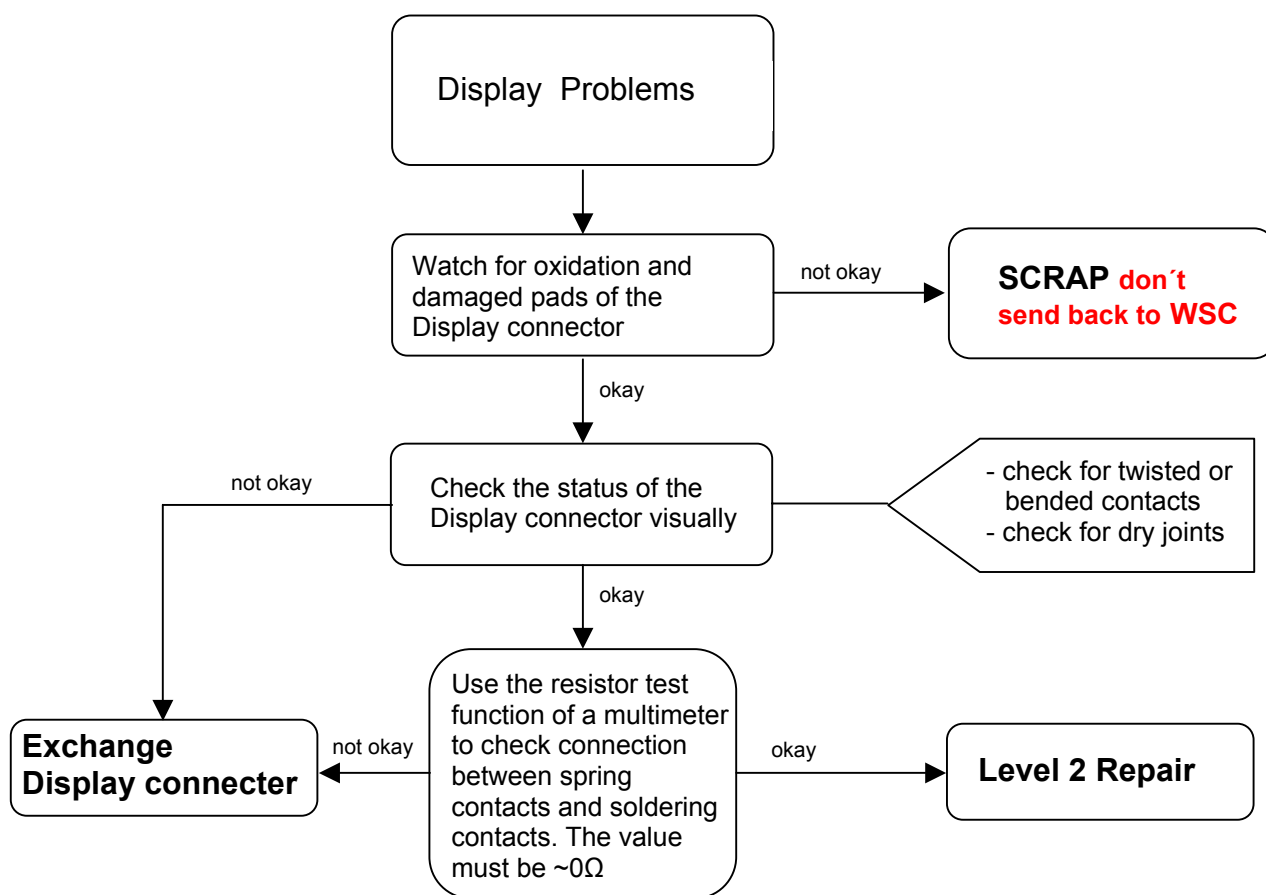 Display Problems
Watch for oxidation and
damaged pads of the
Display connector
not okay
SCRAP don´t
send back to WSC
okay
not okay
Check the status of the
Display connector visually
- check for twisted or
bended contacts
- check for dry joints
okay
Exchange
Display connecter
not okay
Use the resistor test
function of a multimeter
to check connection
between spring
contacts and soldering
contacts. The value
must be ~0Ω
okay
Level 2 Repair